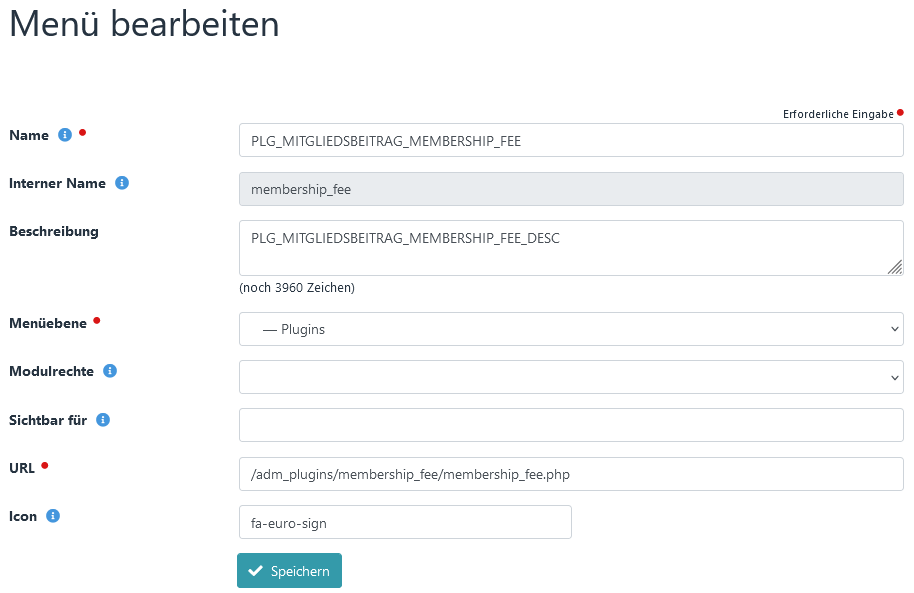 Menü bearbeiten
Erforderliche Eingabe
Name
PLG_MITGLIEDSBEITRAG_MEMBERSHIP_FEE
Interner Name
membership_fee
Beschreibung
PLG_MITGLIEDSBEITRAG_MEMBERSHIP_FEE_DESC
(noch 3960 Zeichen)
Menüebene
— Plugins
Modulrechte
Sichtbar für
URL
/adm_plugins/membership_fee/membership_fee.php
Icon
fa-euro-sign
Speichern